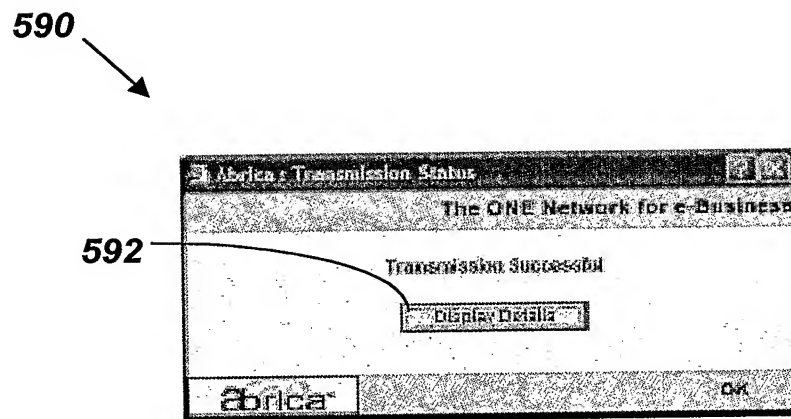 590
Abrica : Transmission Status
The ONE Network for e-Business
592
Transmission Successful
Display Details
abrica
OK